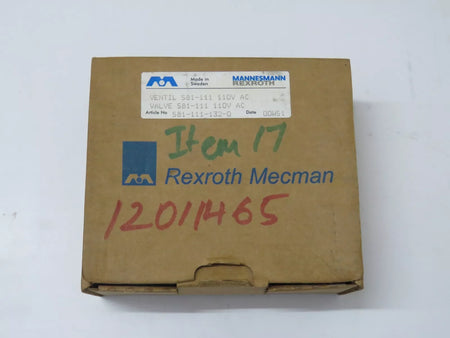 Made in
Sweden
MANNESMANN
REXROTH
VENTIL 581-111 110V AC
VALVE 581-111 110V AC
Article No. 581-111-132-0 Date 00W51
Item 17
Rexroth Mecman
12011465